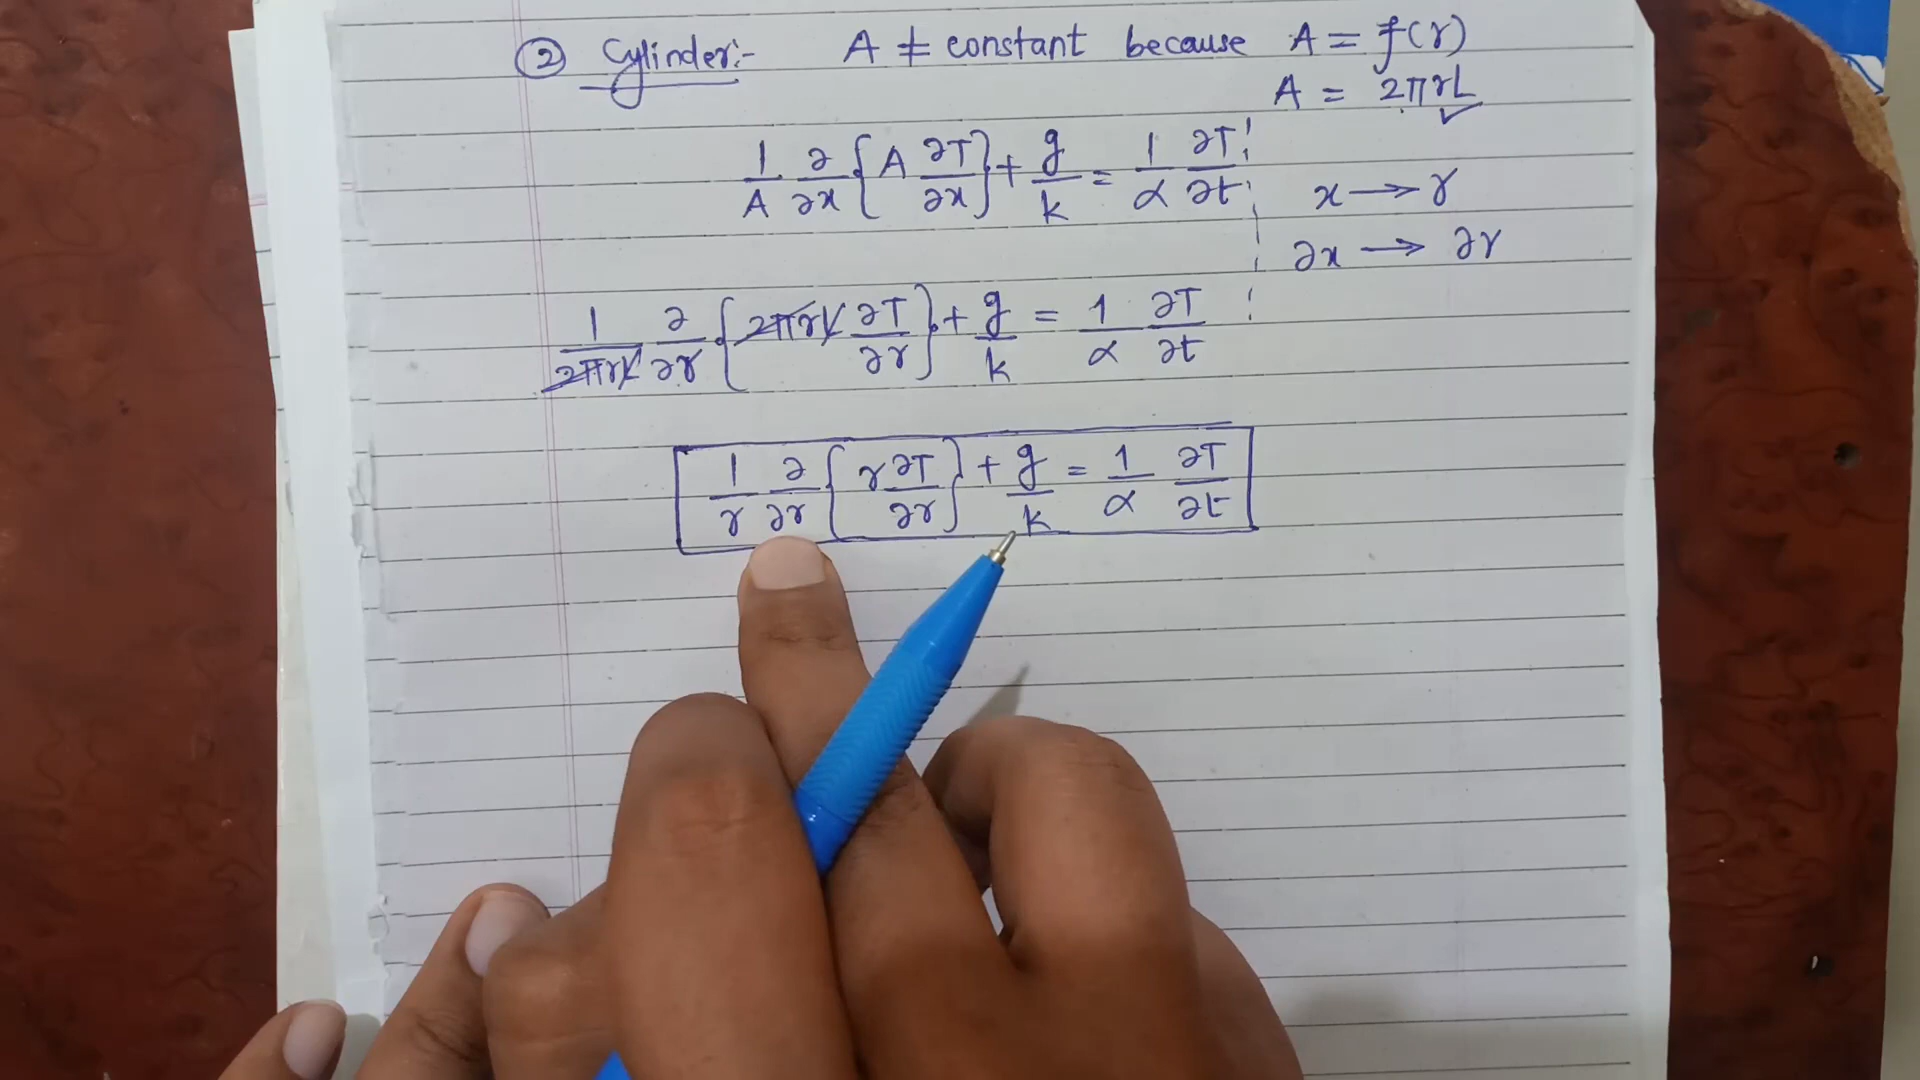 ② Cylinder:- A ≠ constant because A = f(r)
A = 2πrL ✓
1/A ∂/∂x {A ∂T/∂x} + g/k = 1/α ∂T/∂t
x → r
∂x → ∂r
1/2πrL ∂/∂r {2πrL ∂T/∂r} + g/k = 1/α ∂T/∂t
1/r ∂/∂r {r ∂T/∂r} + g/k = 1/α ∂T/∂t